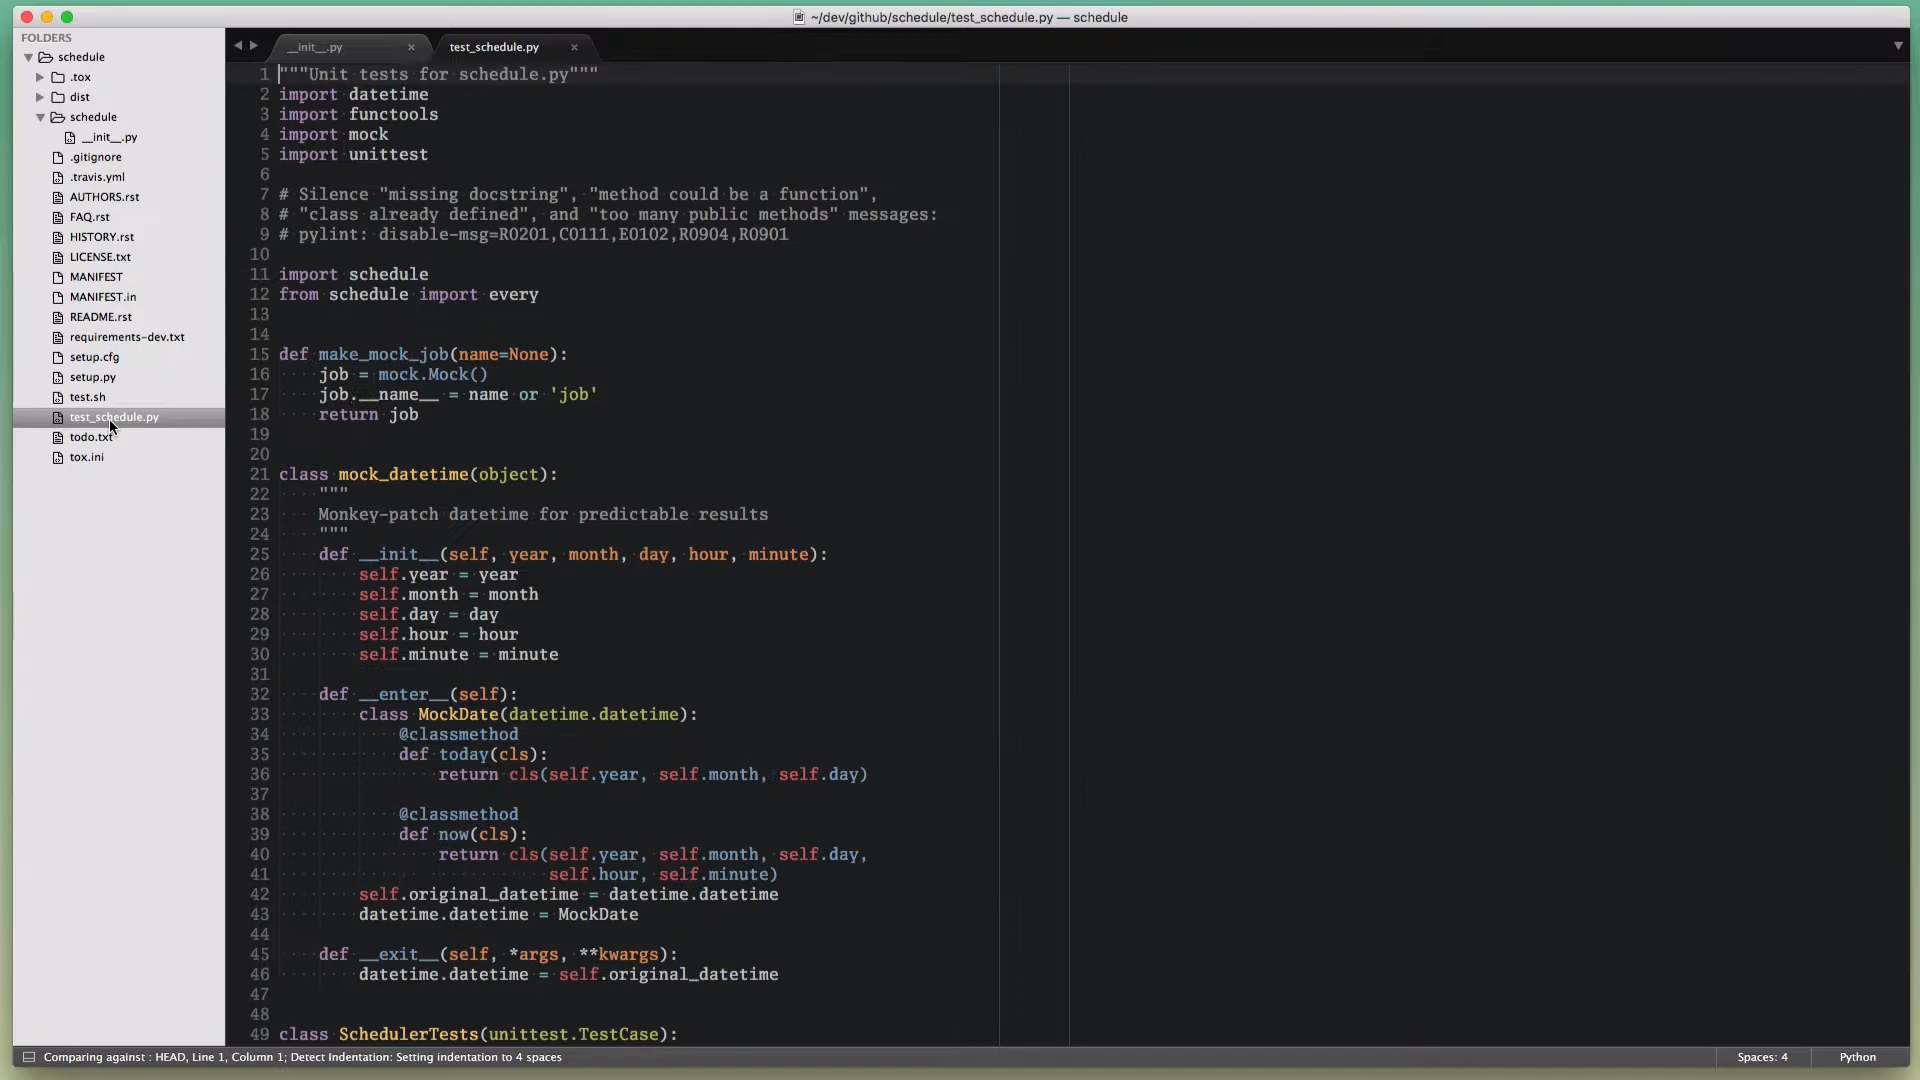 ~/dev/github/schedule/test_schedule.py — schedule
FOLDERS
schedule
.tox
dist
schedule
__init__.py
.gitignore
.travis.yml
AUTHORS.rst
FAQ.rst
HISTORY.rst
LICENSE.txt
MANIFEST
MANIFEST.in
README.rst
requirements-dev.txt
setup.cfg
setup.py
test.sh
test_schedule.py
todo.txt
tox.ini
__init__.py × test_schedule.py ×
1 """Unit tests for schedule.py"""
2 import datetime
3 import functools
4 import mock
5 import unittest
6
7 # Silence "missing docstring", "method could be a function",
8 # "class already defined", and "too many public methods" messages:
9 # pylint: disable-msg=R0201,C0111,E0102,R0904,R0901
10
11 import schedule
12 from schedule import every
13
14
15 def make_mock_job(name=None):
16     job = mock.Mock()
17     job.__name__ = name or 'job'
18     return job
19
20
21 class mock_datetime(object):
22     """
23     Monkey-patch datetime for predictable results
24     """
25     def __init__(self, year, month, day, hour, minute):
26         self.year = year
27         self.month = month
28         self.day = day
29         self.hour = hour
30         self.minute = minute
31
32     def __enter__(self):
33         class MockDate(datetime.datetime):
34             @classmethod
35             def today(cls):
36                 return cls(self.year, self.month, self.day)
37
38             @classmethod
39             def now(cls):
40                 return cls(self.year, self.month, self.day,
41                            self.hour, self.minute)
42         self.original_datetime = datetime.datetime
43         datetime.datetime = MockDate
44
45     def __exit__(self, *args, **kwargs):
46         datetime.datetime = self.original_datetime
47
48
49 class SchedulerTests(unittest.TestCase):
Comparing against : HEAD, Line 1, Column 1; Detect Indentation: Setting indentation to 4 spaces
Spaces: 4
Python